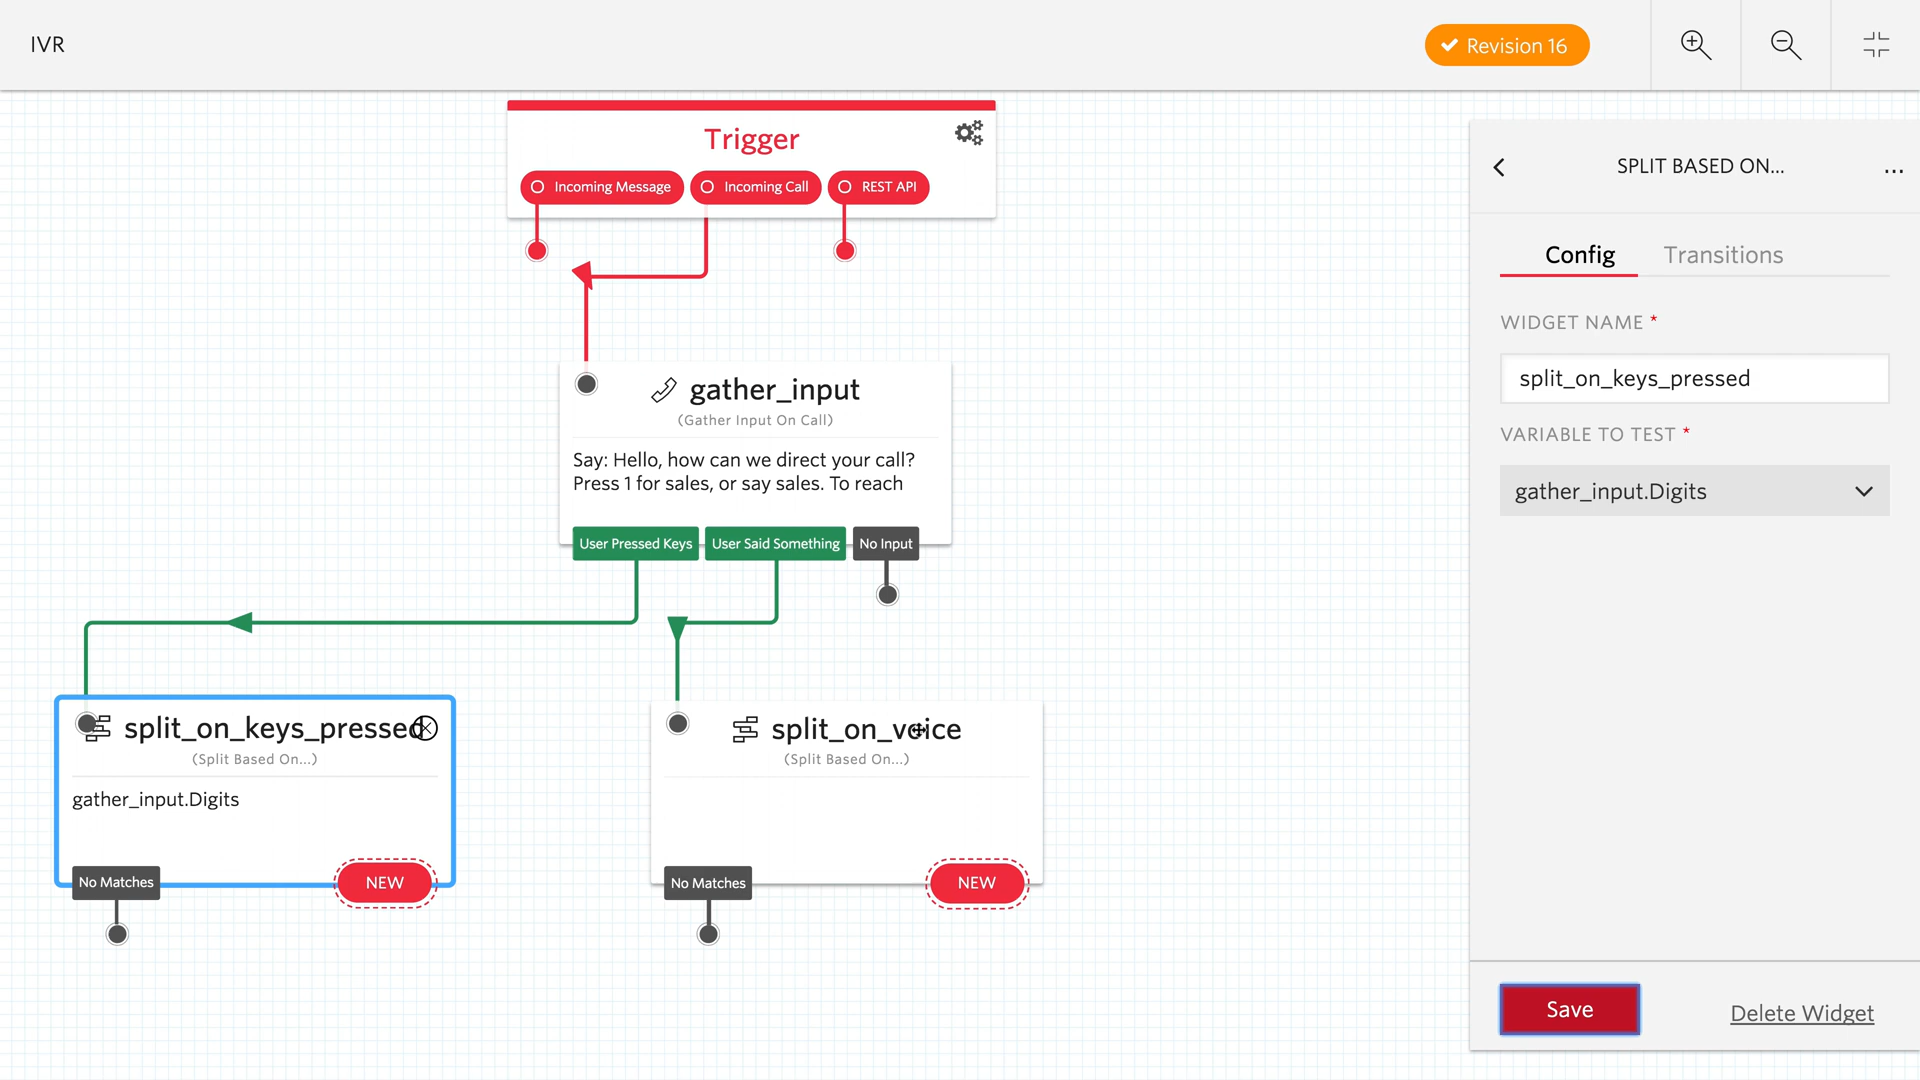 IVR
Revision 16
Trigger
Incoming Message
Incoming Call
REST API
gather_input
(Gather Input On Call)
Say: Hello, how can we direct your call?
Press 1 for sales, or say sales. To reach
User Pressed Keys
User Said Something
No Input
split_on_keys_pressed
(Split Based On...)
gather_input.Digits
No Matches
NEW
split_on_voice
(Split Based On...)
No Matches
NEW
SPLIT BASED ON...
...
Config
Transitions
WIDGET NAME *
split_on_keys_pressed
VARIABLE TO TEST *
gather_input.Digits
Save
Delete Widget